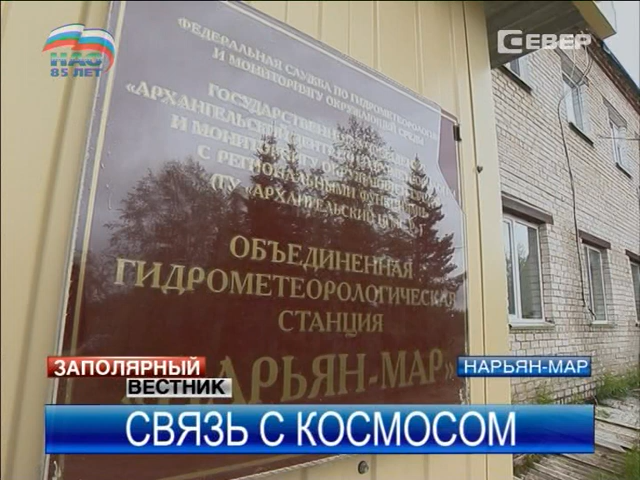 НАО
85 ЛЕТ
СЕВЕР
ФЕДЕРАЛЬНАЯ СЛУЖБА ПО ГИДРОМЕТЕОРОЛОГИИ
И МОНИТОРИНГУ ОКРУЖАЮЩЕЙ СРЕДЫ
ГОСУДАРСТВЕННОЕ
«АРХАНГЕЛЬСКИЙ
И МОНИТОРИНГУ
С РЕГИОНАЛЬНЫМИ
(ГУ «АРХАНГЕЛЬСКИЙ
ОБЪЕДИНЕННАЯ
ГИДРОМЕТЕОРОЛОГИЧЕСКАЯ
СТАНЦИЯ
«НАРЬЯН-МАР»
ЗАПОЛЯРНЫЙ
ВЕСТНИК
НАРЬЯН-МАР
СВЯЗЬ С КОСМОСОМ